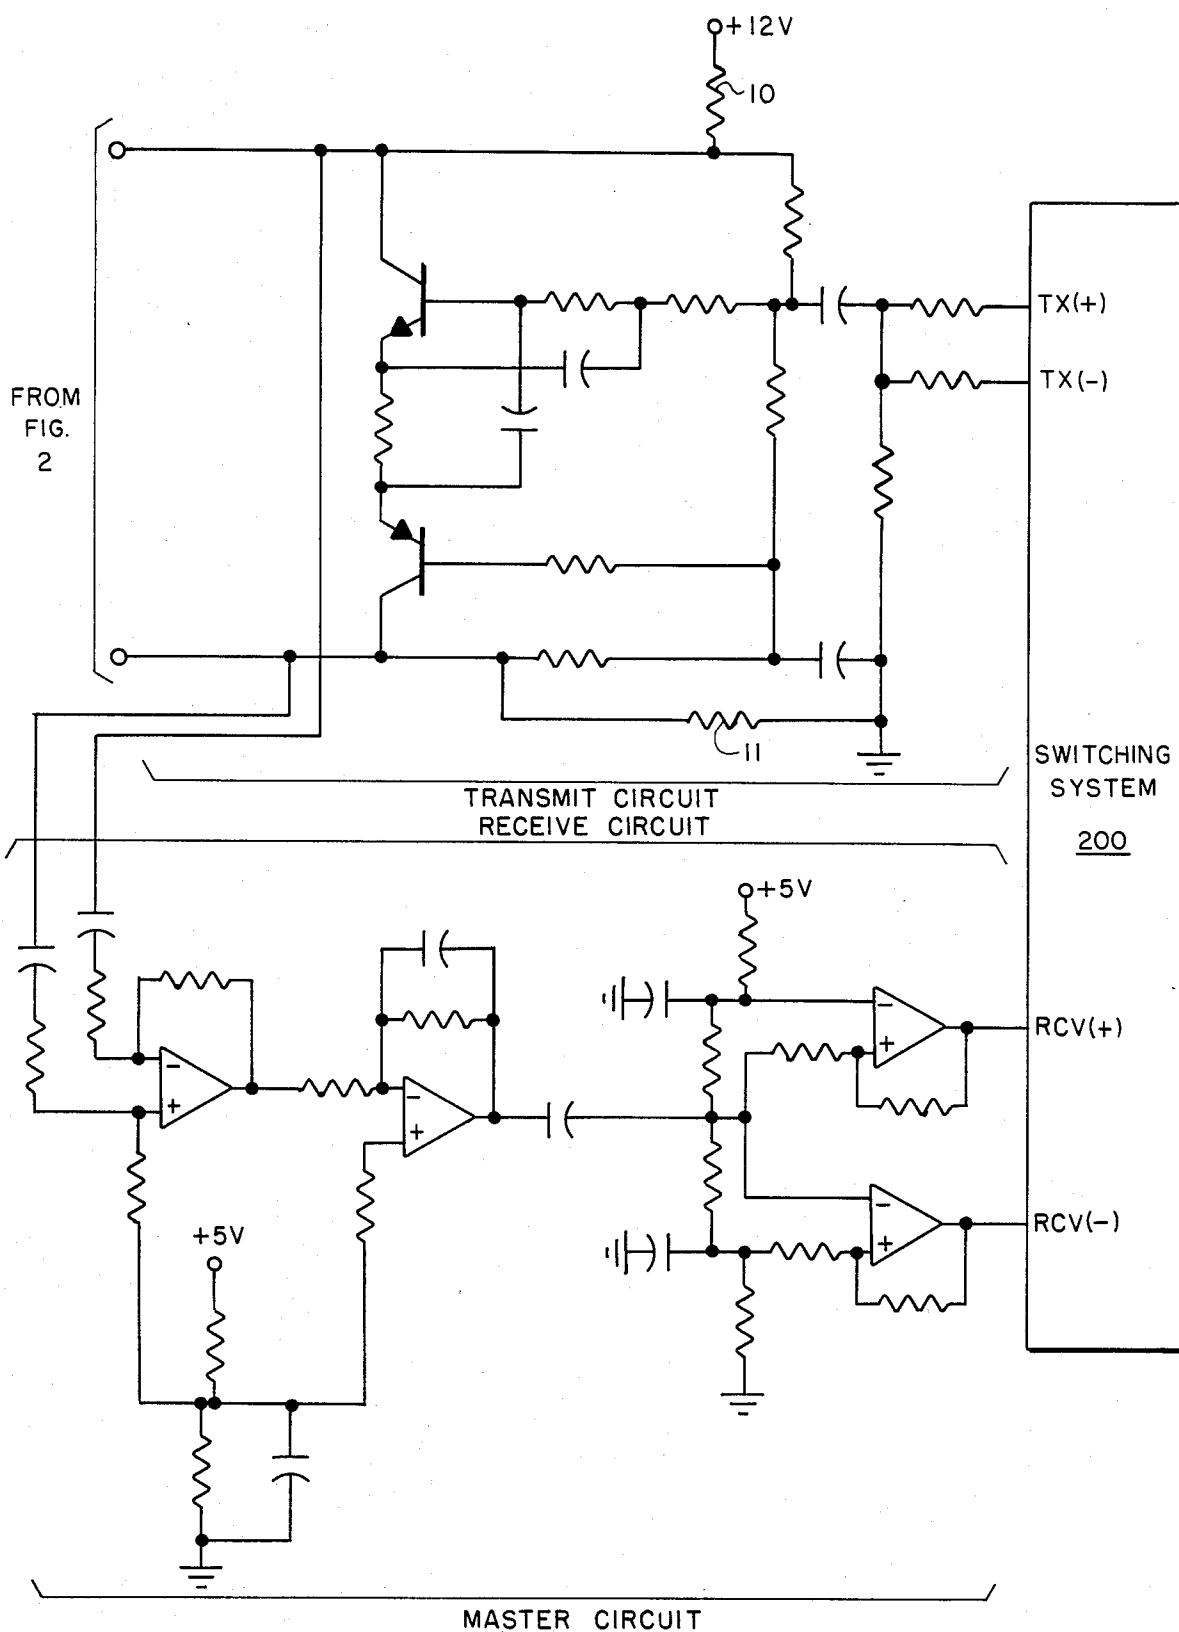 +12V
10
TX(+)
TX(-)
FROM
FIG.
2
11
SWITCHING
SYSTEM
200
TRANSMIT CIRCUIT
RECEIVE CIRCUIT
+5V
-
+
RCV(+)
-
+
-
+
-
+
RCV(-)
+5V
MASTER CIRCUIT